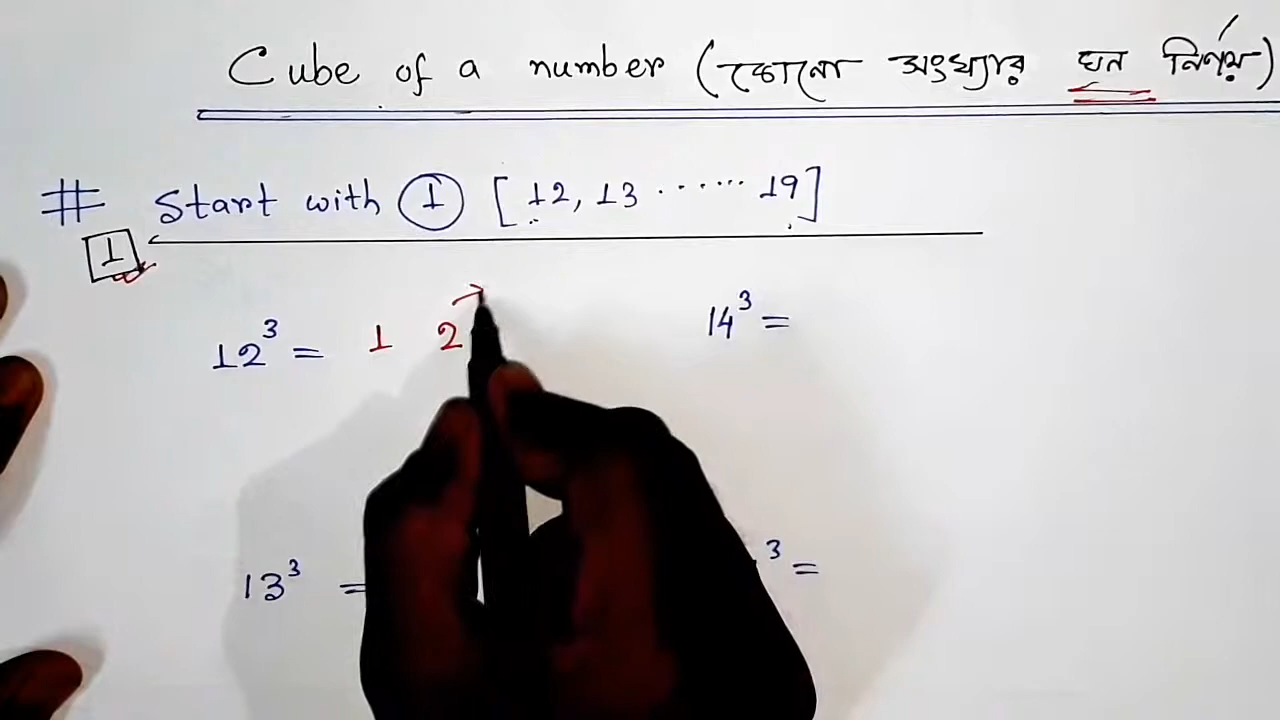 Cube of a number (কোনো সংখ্যার ঘন নির্ণয়)
# Start with 1 [12, 13 ....... 19]
1
12³ = 1 2
14³ =
13³ =
³ =